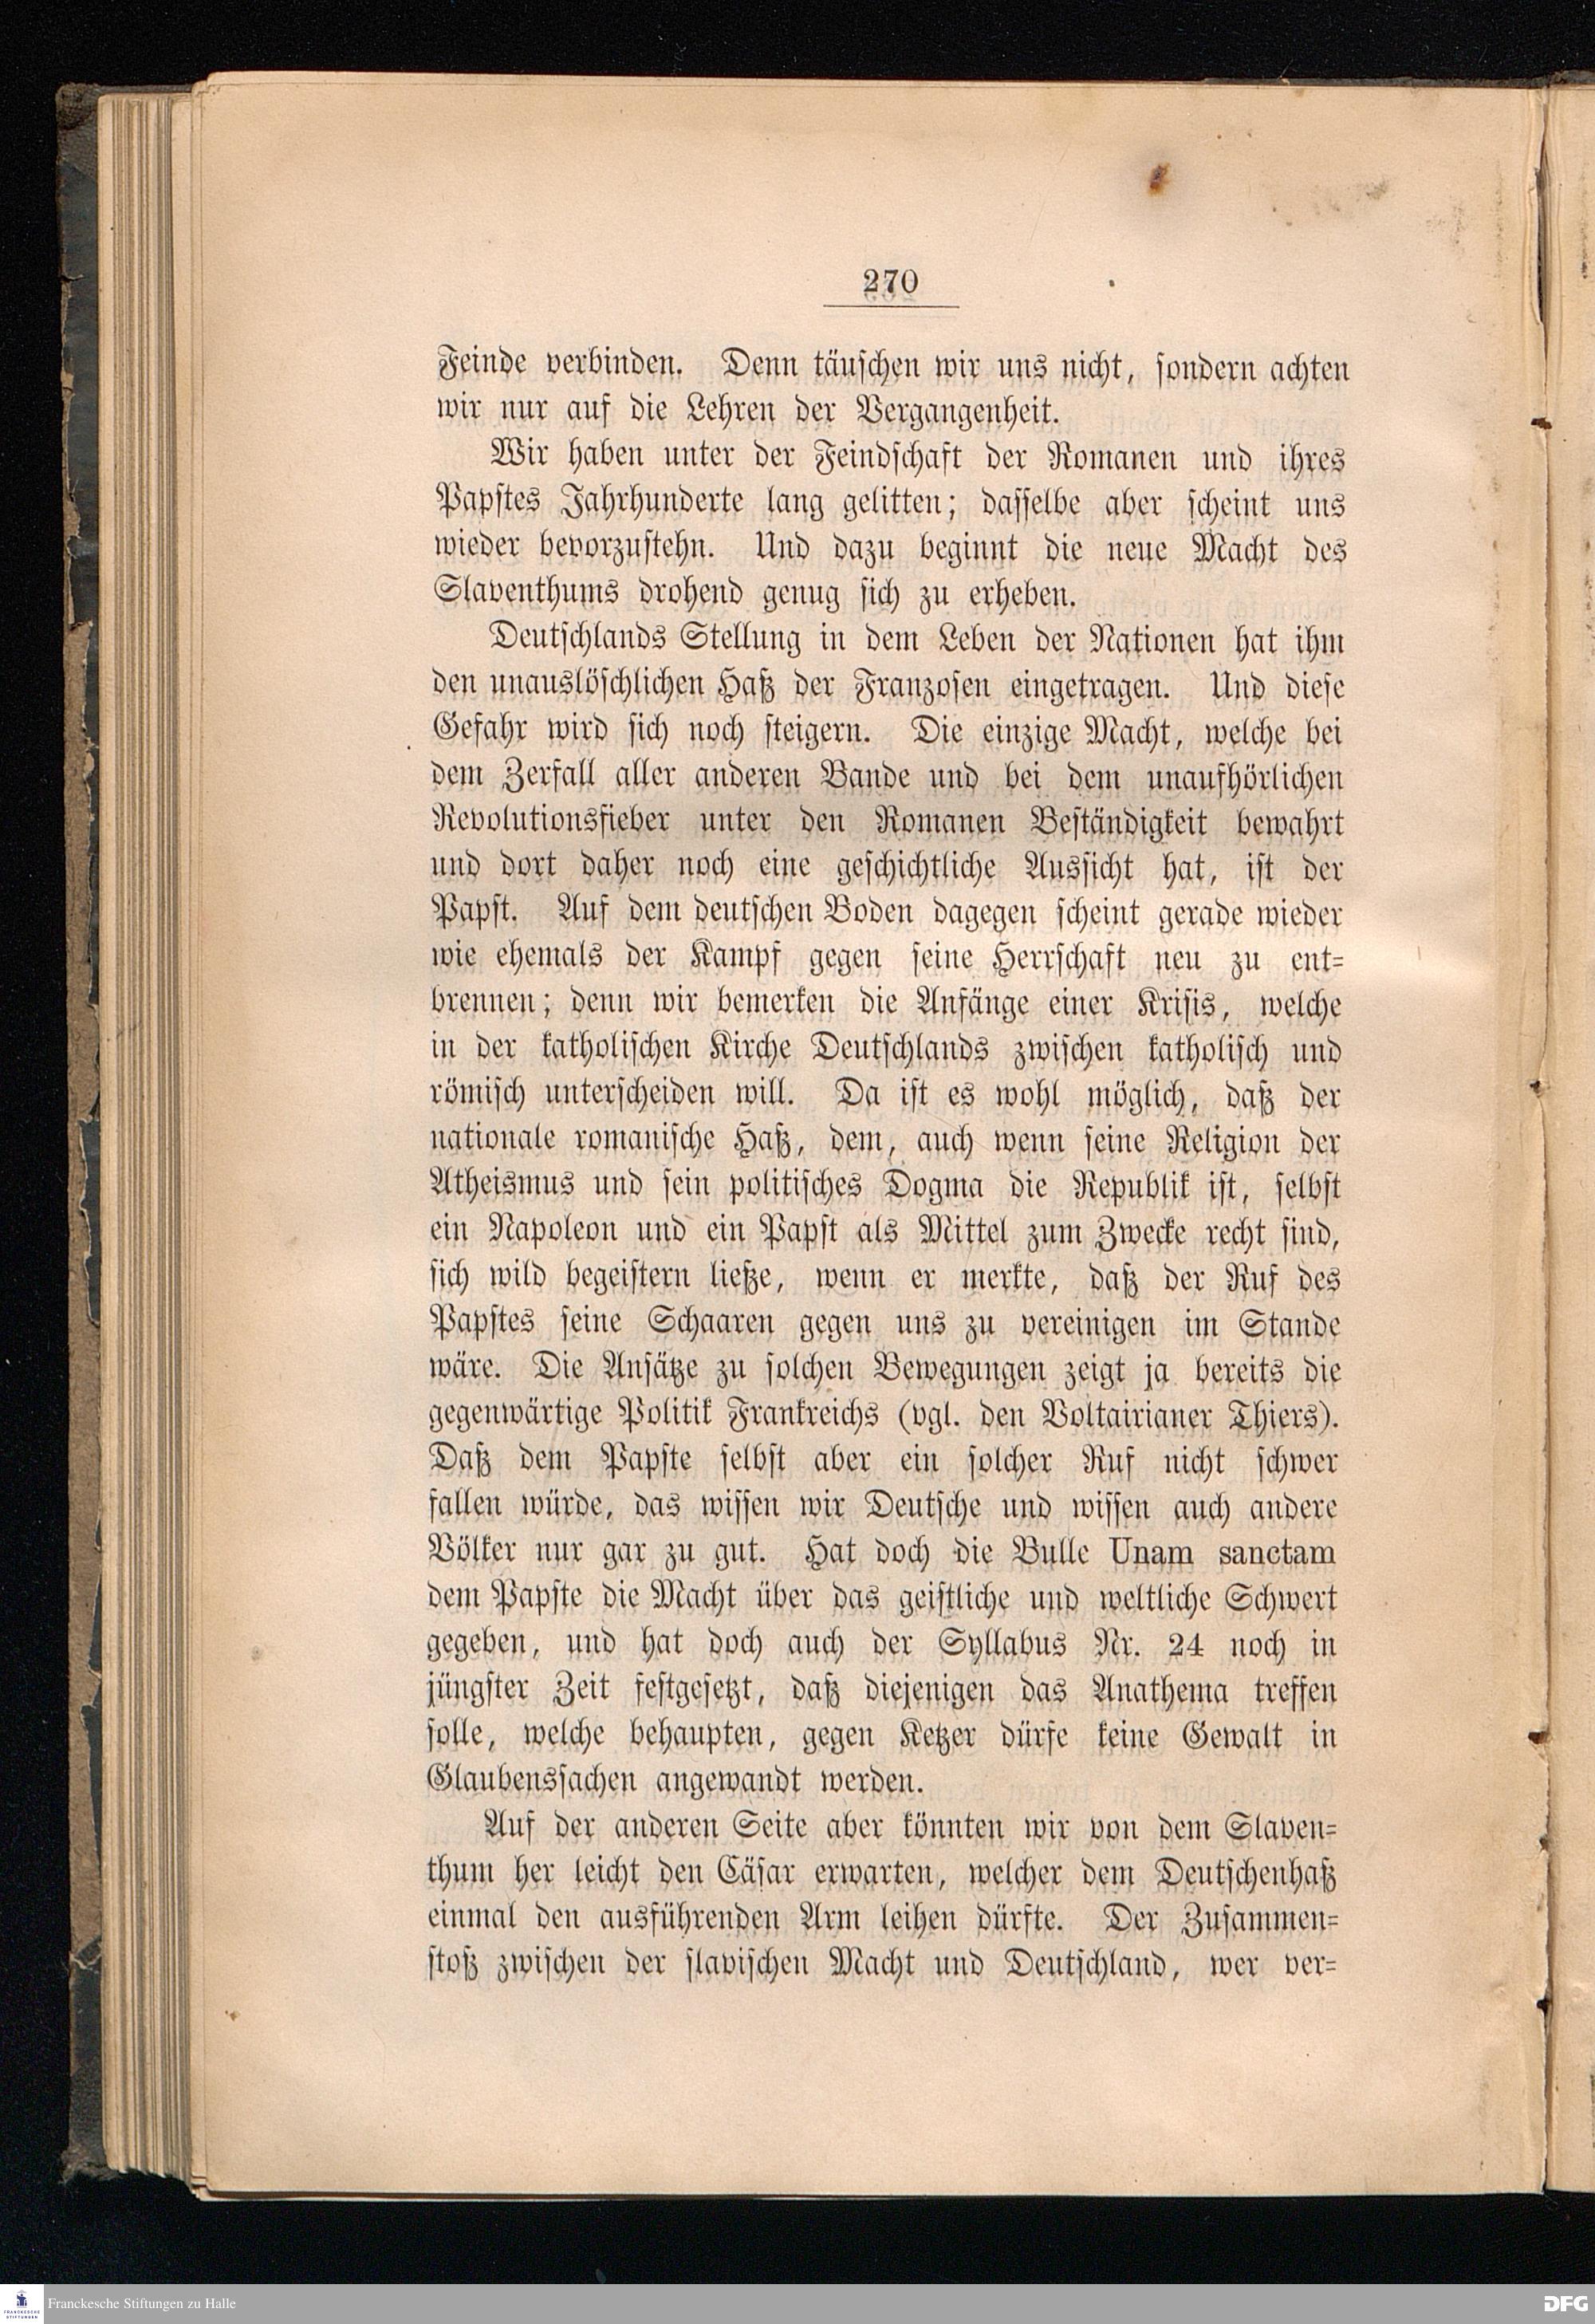 270
Feinde verbinden. Denn täuschen wir uns nicht, sondern achten
wir nur auf die Lehren der Vergangenheit.
Wir haben unter der Feindschaft der Romanen und ihres
Papstes Jahrhunderte lang gelitten; dasselbe aber scheint uns
wieder bevorzustehn. Und dazu beginnt die neue Macht des
Slaventhums drohend genug sich zu erheben.
Deutschlands Stellung in dem Leben der Nationen hat ihm
den unauslöschlichen Haß der Franzosen eingetragen. Und diese
Gefahr wird sich noch steigern. Die einzige Macht, welche bei
dem Zerfall aller anderen Bande und bei dem unaufhörlichen
Revolutionsfieber unter den Romanen Beständigkeit bewahrt
und dort daher noch eine geschichtliche Aussicht hat, ist der
Papst. Auf dem deutschen Boden dagegen scheint gerade wieder
wie ehemals der Kampf gegen seine Herrschaft neu zu ent-
brennen; denn wir bemerken die Anfänge einer Krisis, welche
in der katholischen Kirche Deutschlands zwischen katholisch und
römisch unterscheiden will. Da ist es wohl möglich, daß der
nationale romanische Haß, dem, auch wenn seine Religion der
Atheismus und sein politisches Dogma die Republik ist, selbst
ein Napoleon und ein Papst als Mittel zum Zwecke recht sind,
sich wild begeistern ließe, wenn er merkte, daß der Ruf des
Papstes seine Schaaren gegen uns zu vereinigen im Stande
wäre. Die Ansätze zu solchen Bewegungen zeigt ja bereits die
gegenwärtige Politik Frankreichs (vgl. den Voltairianer Thiers).
Daß dem Papste selbst aber ein solcher Ruf nicht schwer
fallen würde, das wissen wir Deutsche und wissen auch andere
Völker nur gar zu gut. Hat doch die Bulle Unam sanctam
dem Papste die Macht über das geistliche und weltliche Schwert
gegeben, und hat doch auch der Syllabus Nr. 24 noch in
jüngster Zeit festgesetzt, daß diejenigen das Anathema treffen
solle, welche behaupten, gegen Ketzer dürfe keine Gewalt in
Glaubenssachen angewandt werden.
Auf der anderen Seite aber könnten wir von dem Slaven-
thum her leicht den Cäsar erwarten, welcher dem Deutschenhaß
einmal den ausführenden Arm leihen dürfte. Der Zusammen-
stoß zwischen der slavischen Macht und Deutschland, wer ver-
FRANCKESCHE
STIFTUNGEN
Franckesche Stiftungen zu Halle
DFG